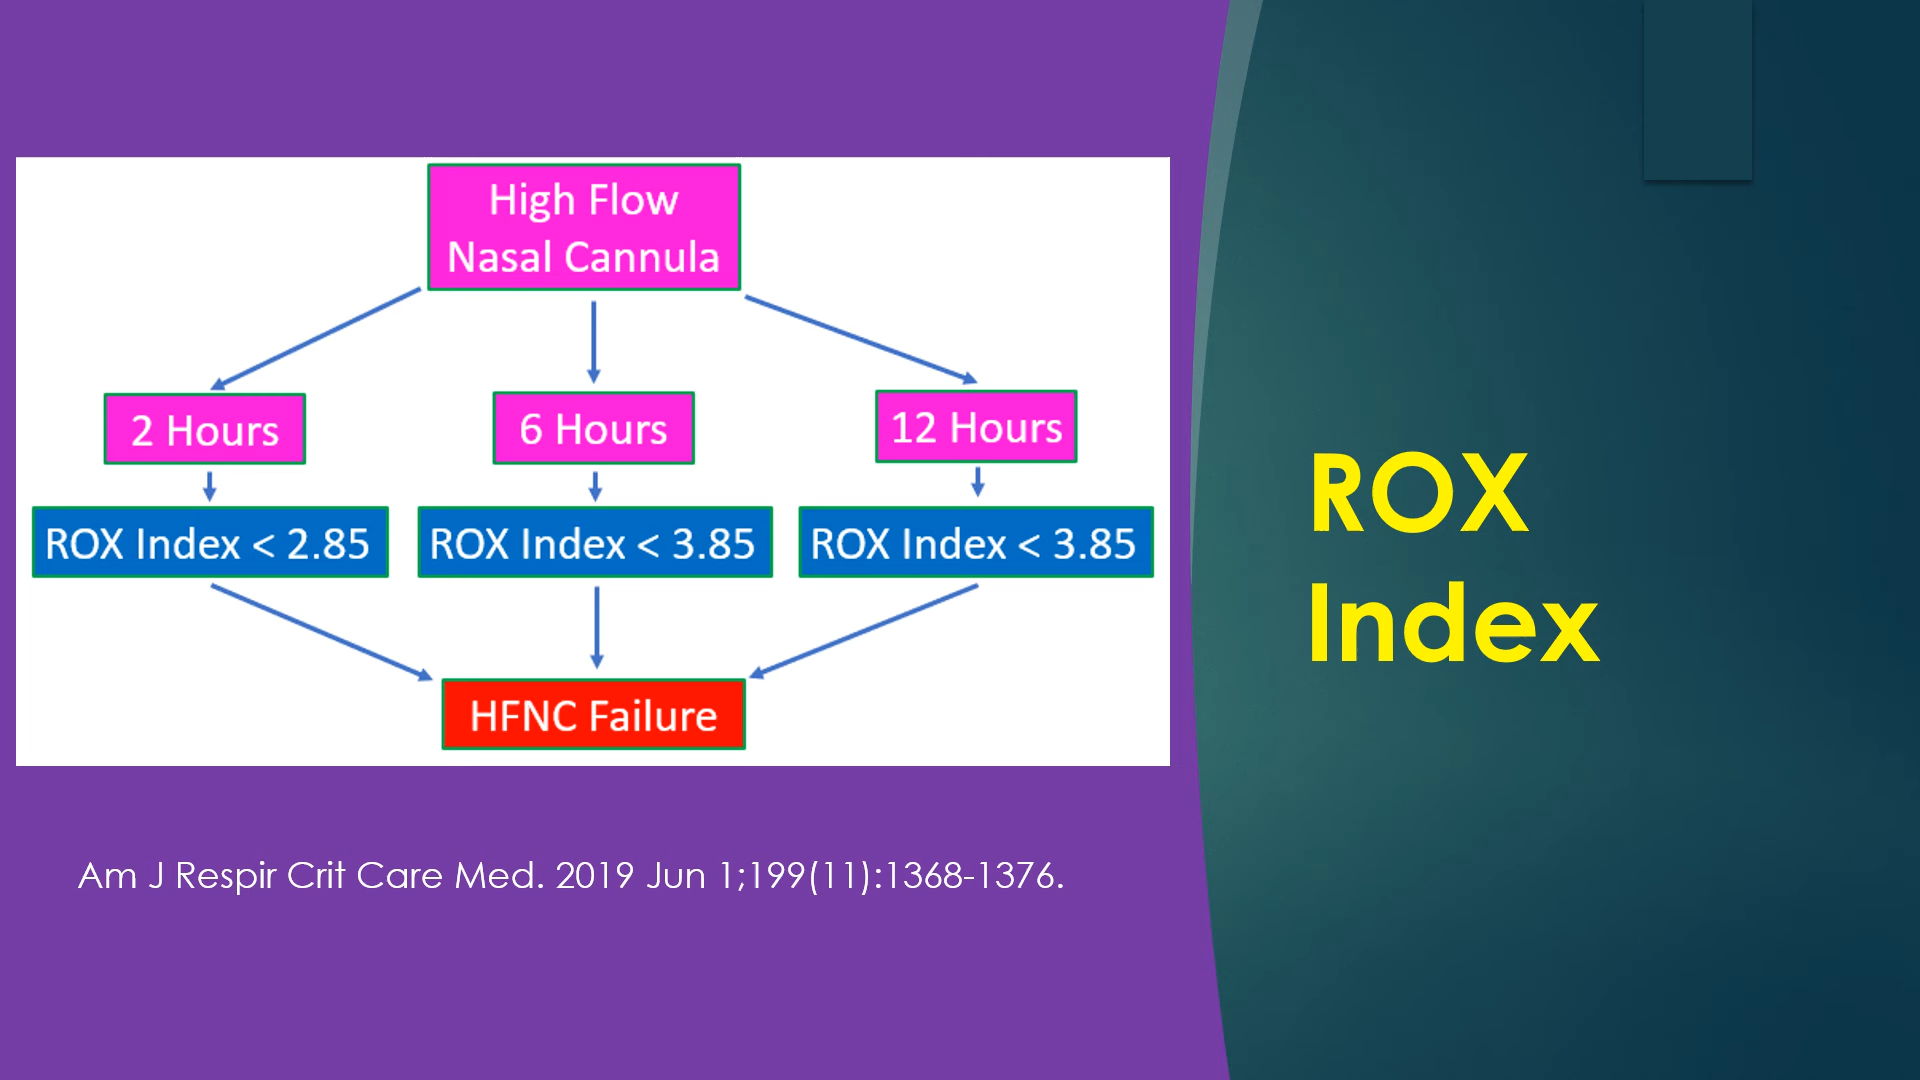 High Flow
Nasal Cannula
2 Hours
6 Hours
12 Hours
ROX Index < 2.85
ROX Index < 3.85
ROX Index < 3.85
HFNC Failure
Am J Respir Crit Care Med. 2019 Jun 1;199(11):1368-1376.
ROX
Index